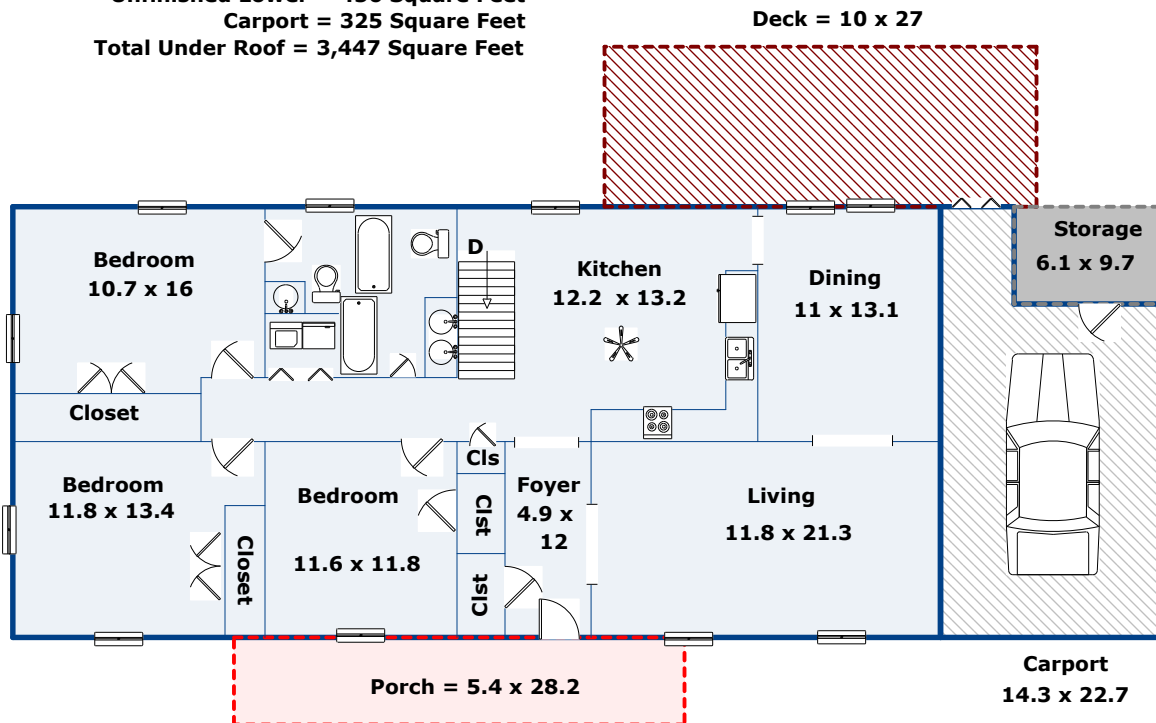 Carport = 325 Square Feet
Total Under Roof = 3,447 Square Feet
Deck = 10 x 27
Storage
6.1 x 9.7
Bedroom
10.7 x 16
D
Kitchen
12.2 x 13.2
Dining
11 x 13.1
Closet
Cls
Bedroom
11.8 x 13.4
Closet
Bedroom
11.6 x 11.8
Clst
Clst
Foyer
4.9 x
12
Living
11.8 x 21.3
Porch = 5.4 x 28.2
Carport
14.3 x 22.7